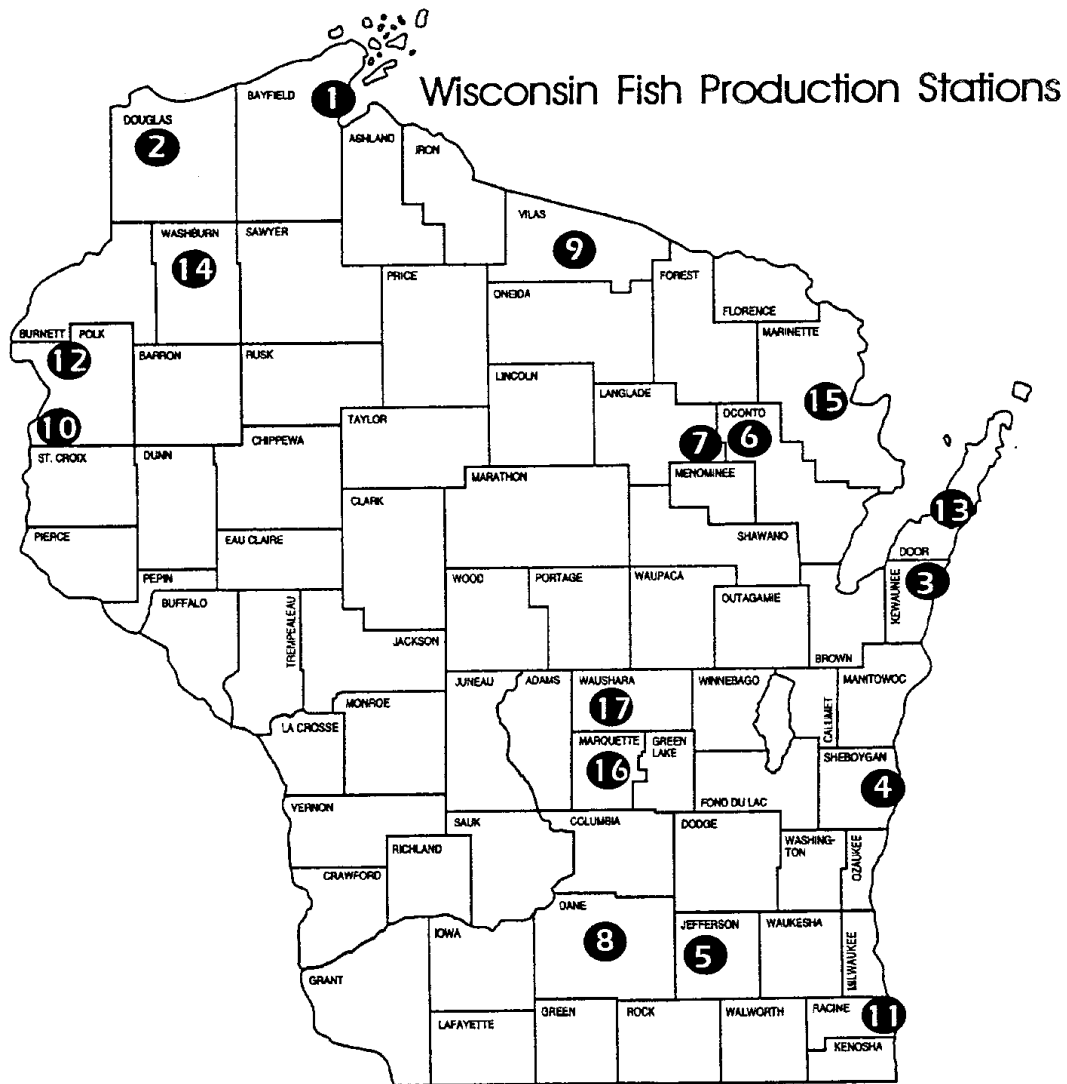 Wisconsin Fish Production Stations
BAYFIELD
1
DOUGLAS
2
ASHLAND
IRON
VILAS
9
WASHBURN
14
SAWYER
PRICE
ONEIDA
FOREST
FLORENCE
MARINETTE
15
BURNETT
POLK
12
10
BARRON
RUSK
LINCOLN
LANGLADE
7
OCONTO
6
TAYLOR
CHIPPEWA
ST. CROIX
DUNN
MARATHON
MENOMINEE
CLARK
13
PIERCE
EAU CLAIRE
SHAWANO
DOOR
3
KEWAUNEE
PEPIN
BUFFALO
WOOD
PORTAGE
WAUPACA
OUTAGAMIE
TREMPEALEAU
JACKSON
BROWN
JUNEAU
ADAMS
WAUSHARA
17
WINNEBAGO
MANITOWOC
CALUMET
MONROE
LA CROSSE
MARQUETTE
16
GREEN
LAKE
SHEBOYGAN
4
FOND DU LAC
VERNON
SAUK
COLUMBIA
DODGE
WASHING-
TON
OZAUKEE
RICHLAND
CRAWFORD
DANE
8
JEFFERSON
5
WAUKESHA
MILWAUKEE
IOWA
GRANT
LAFAYETTE
GREEN
ROCK
WALWORTH
RACINE
11
KENOSHA